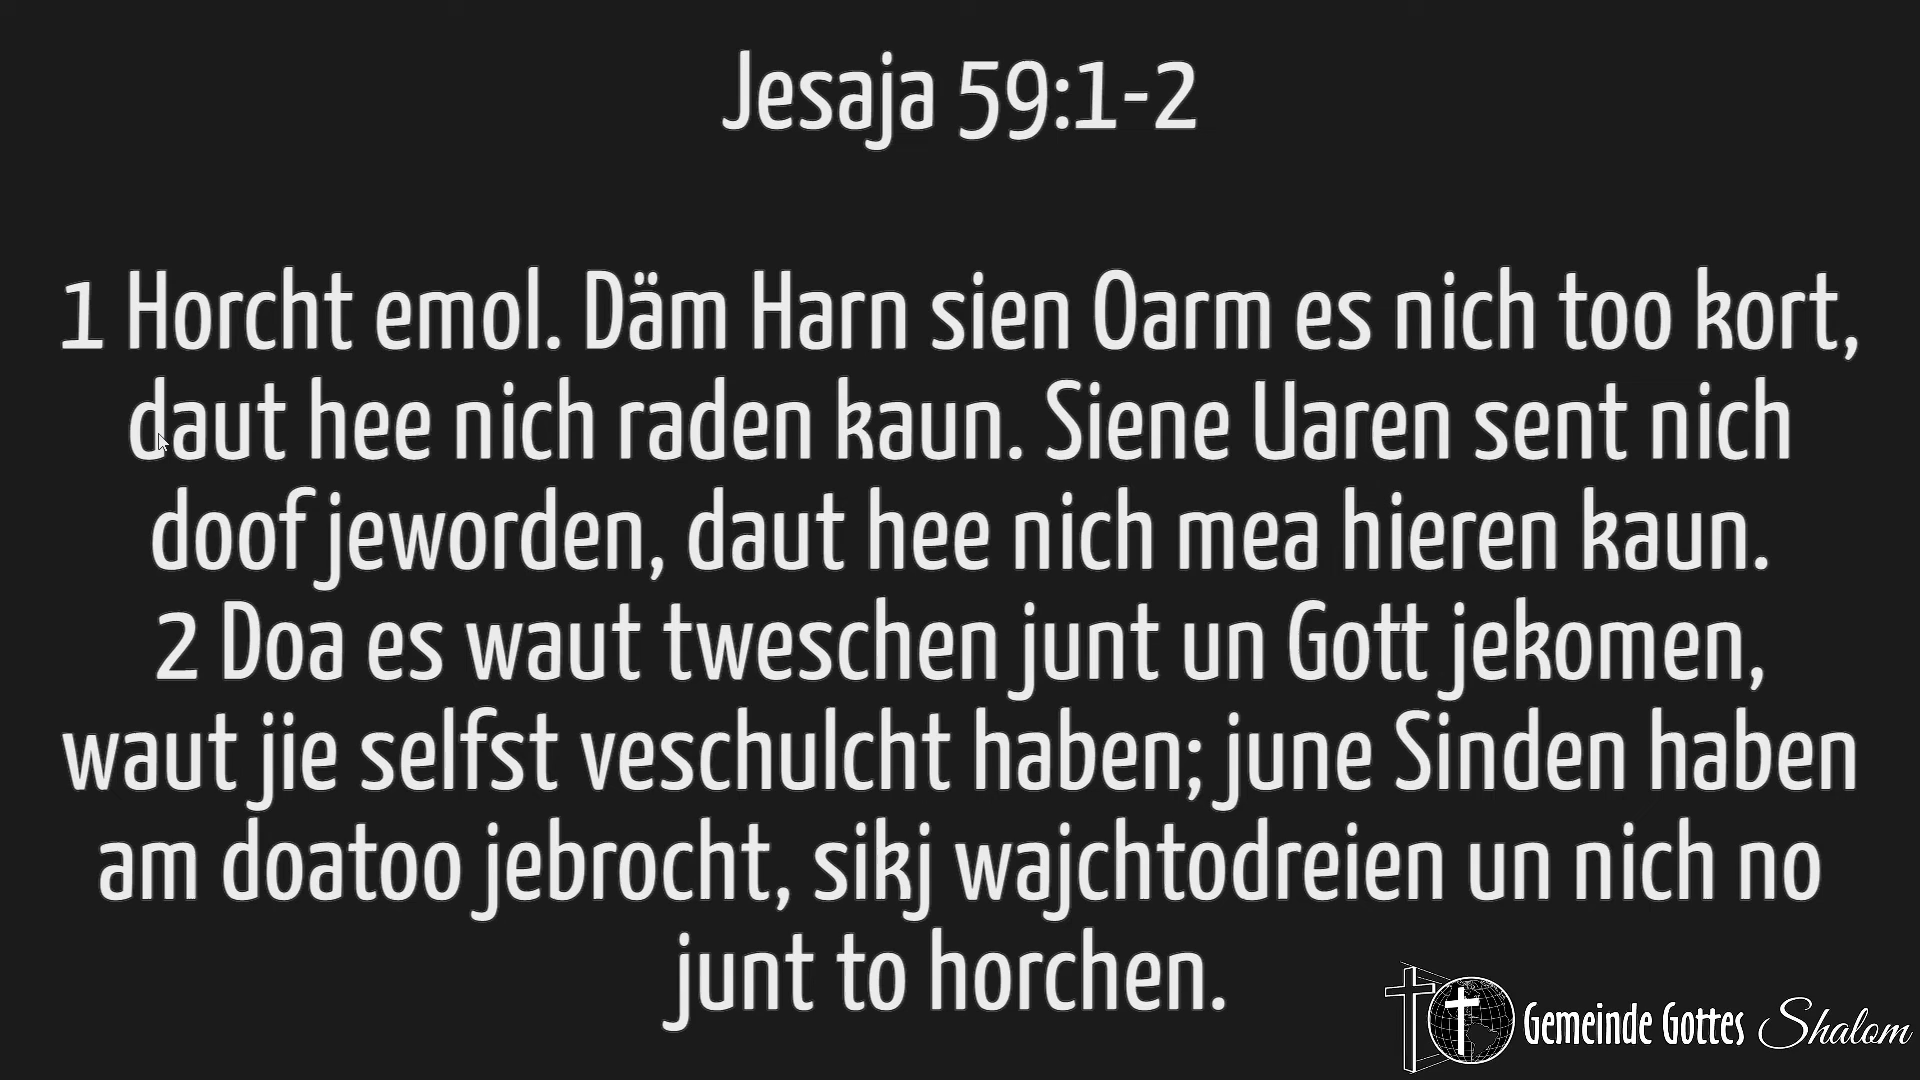 Jesaja 59:1-2
1 Horcht emol. Däm Harn sien Oarm es nich too kort,
daut hee nich raden kaun. Siene Uaren sent nich
doof jeworden, daut hee nich mea hieren kaun.
2 Doa es waut tweschen junt un Gott jekomen,
waut jie selfst veschulcht haben; june Sinden haben
am doatoo jebrocht, sikj wajchtodreien un nich no
junt to horchen.
Gemeinde Gottes Shalom